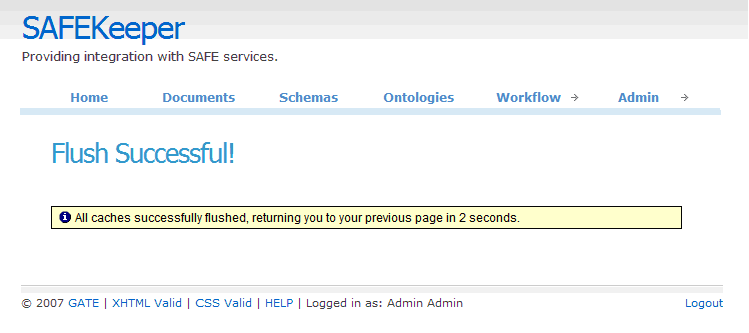 SAFEKeeper
Providing integration with SAFE services.
Home Documents Schemas Ontologies Workflow → Admin →
Flush Successful!
All caches successfully flushed, returning you to your previous page in 2 seconds.
© 2007 GATE | XHTML Valid | CSS Valid | HELP | Logged in as: Admin Admin Logout